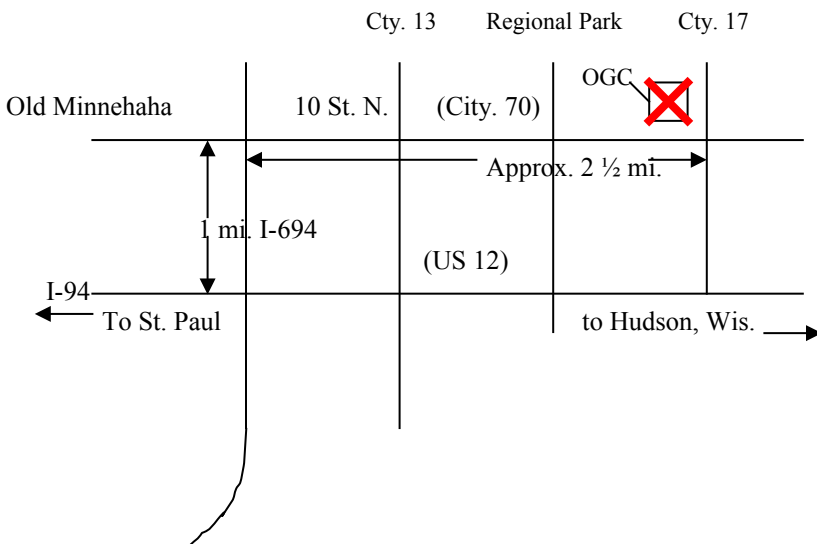 Cty. 13 Regional Park Cty. 17
OGC
Old Minnehaha 10 St. N. (City. 70)
Approx. 2 ½ mi.
1 mi. I-694
(US 12)
I-94
To St. Paul to Hudson, Wis.